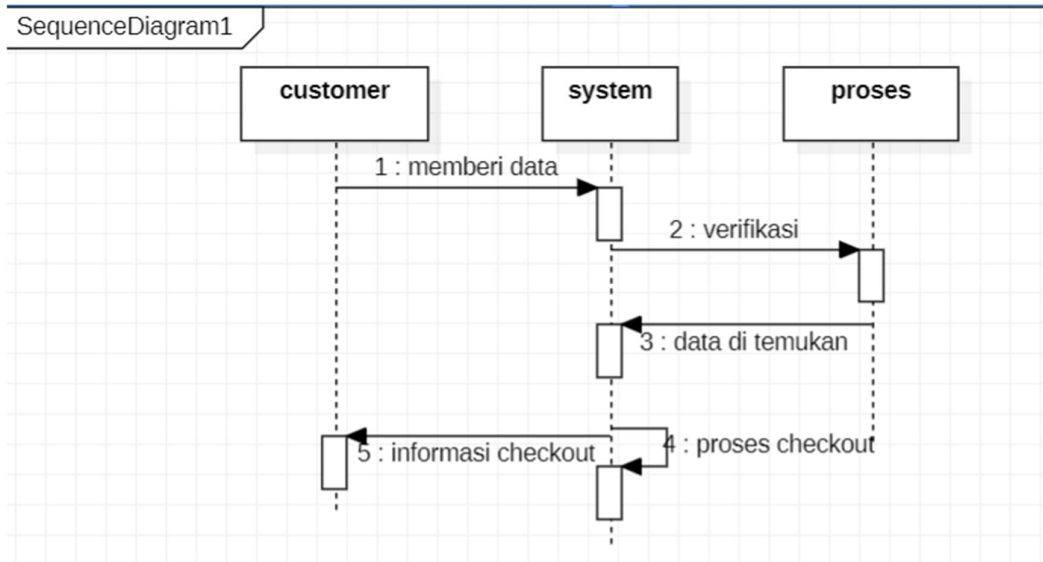 SequenceDiagram1
customer
system
proses
1 : memberi data
2 : verifikasi
3 : data di temukan
4 : proses checkout
5 : informasi checkout